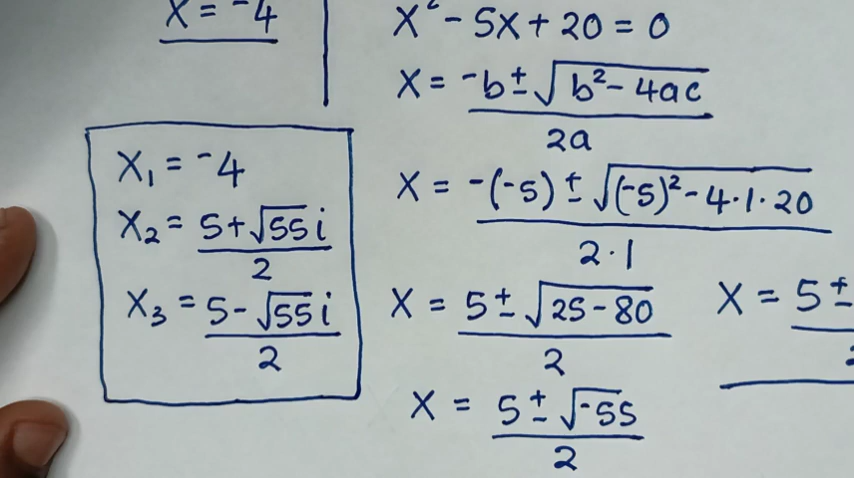 X = -4
X² - 5X + 20 = 0
X = -b ± √b² - 4ac / 2a
X = -(-5) ± √(-5)² - 4·1·20 / 2·1
X = 5 ± √25 - 80 / 2
X = 5 ± √-55 / 2
X = 5 ±
X₁ = -4
X₂ = 5 + √55 i / 2
X₃ = 5 - √55 i / 2